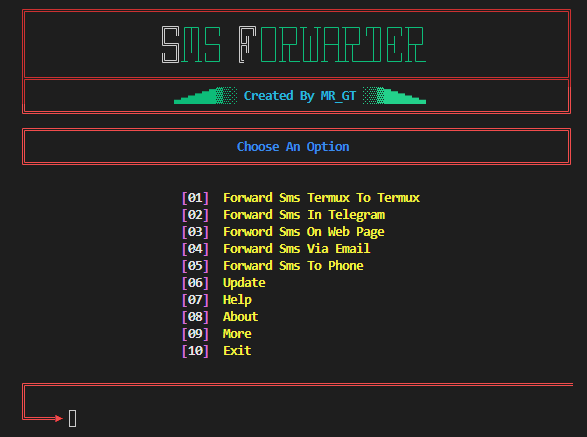 Sms Forwarter
Created By MR_GT
Choose An Option
[01] Forward Sms Termux To Termux
[02] Forward Sms In Telegram
[03] Forword Sms On Web Page
[04] Forward Sms Via Email
[05] Forward Sms To Phone
[06] Update
[07] Help
[08] About
[09] More
[10] Exit